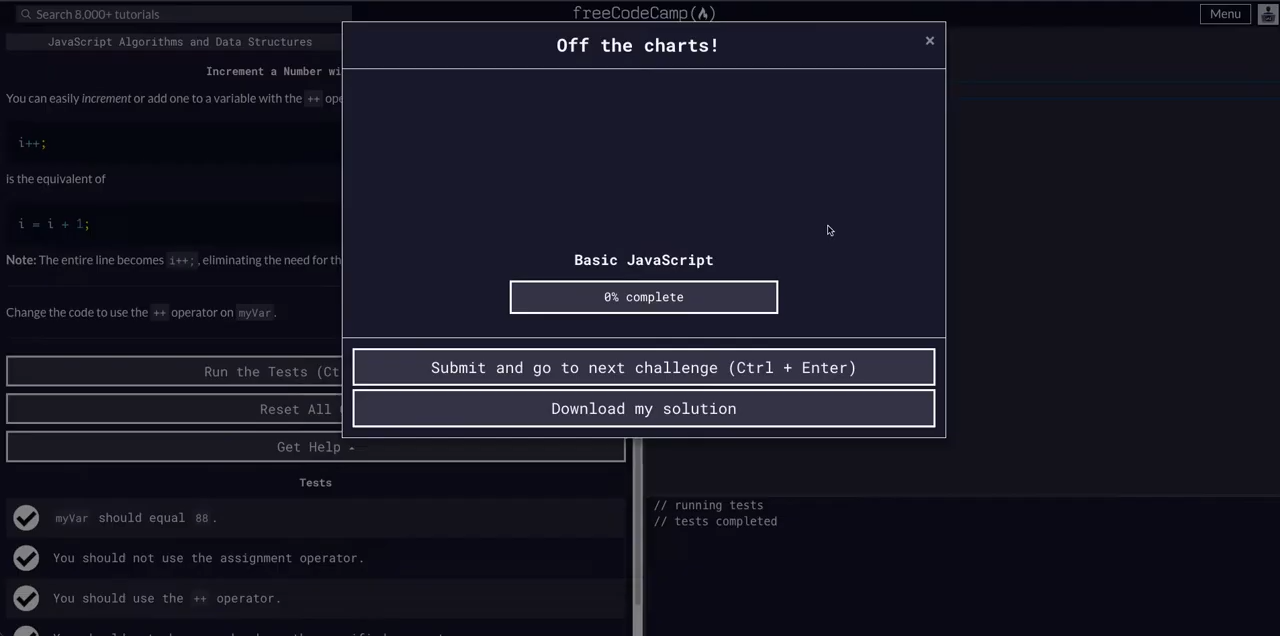 Search 8,000+ tutorials
freeCodeCamp
Menu
JavaScript Algorithms and Data Structures
Off the charts!
×
Increment a Number wi
You can easily increment or add one to a variable with the ++ ope
i++;
is the equivalent of
i = i + 1;
Note: The entire line becomes i++;, eliminating the need for th
Change the code to use the ++ operator on myVar.
Basic JavaScript
0% complete
Submit and go to next challenge (Ctrl + Enter)
Download my solution
Run the Tests (Ct
Reset All
Get Help
Tests
myVar should equal 88.
You should not use the assignment operator.
You should use the ++ operator.
// running tests
// tests completed